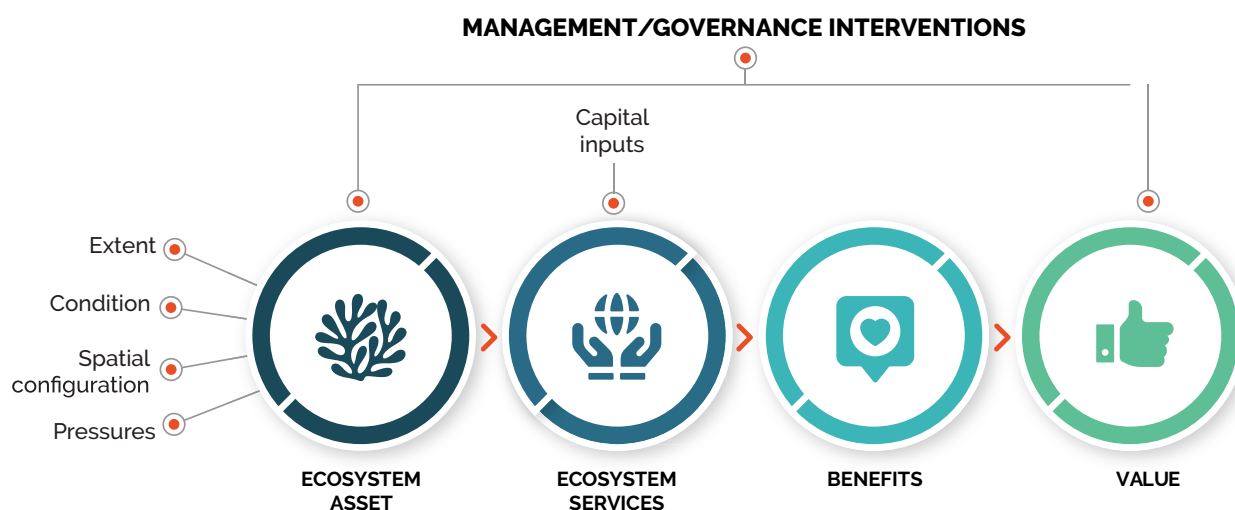 MANAGEMENT/GOVERNANCE INTERVENTIONS
Capital
inputs
Extent
Condition
Spatial
configuration
Pressures
ECOSYSTEM
ASSET
ECOSYSTEM
SERVICES
BENEFITS
VALUE